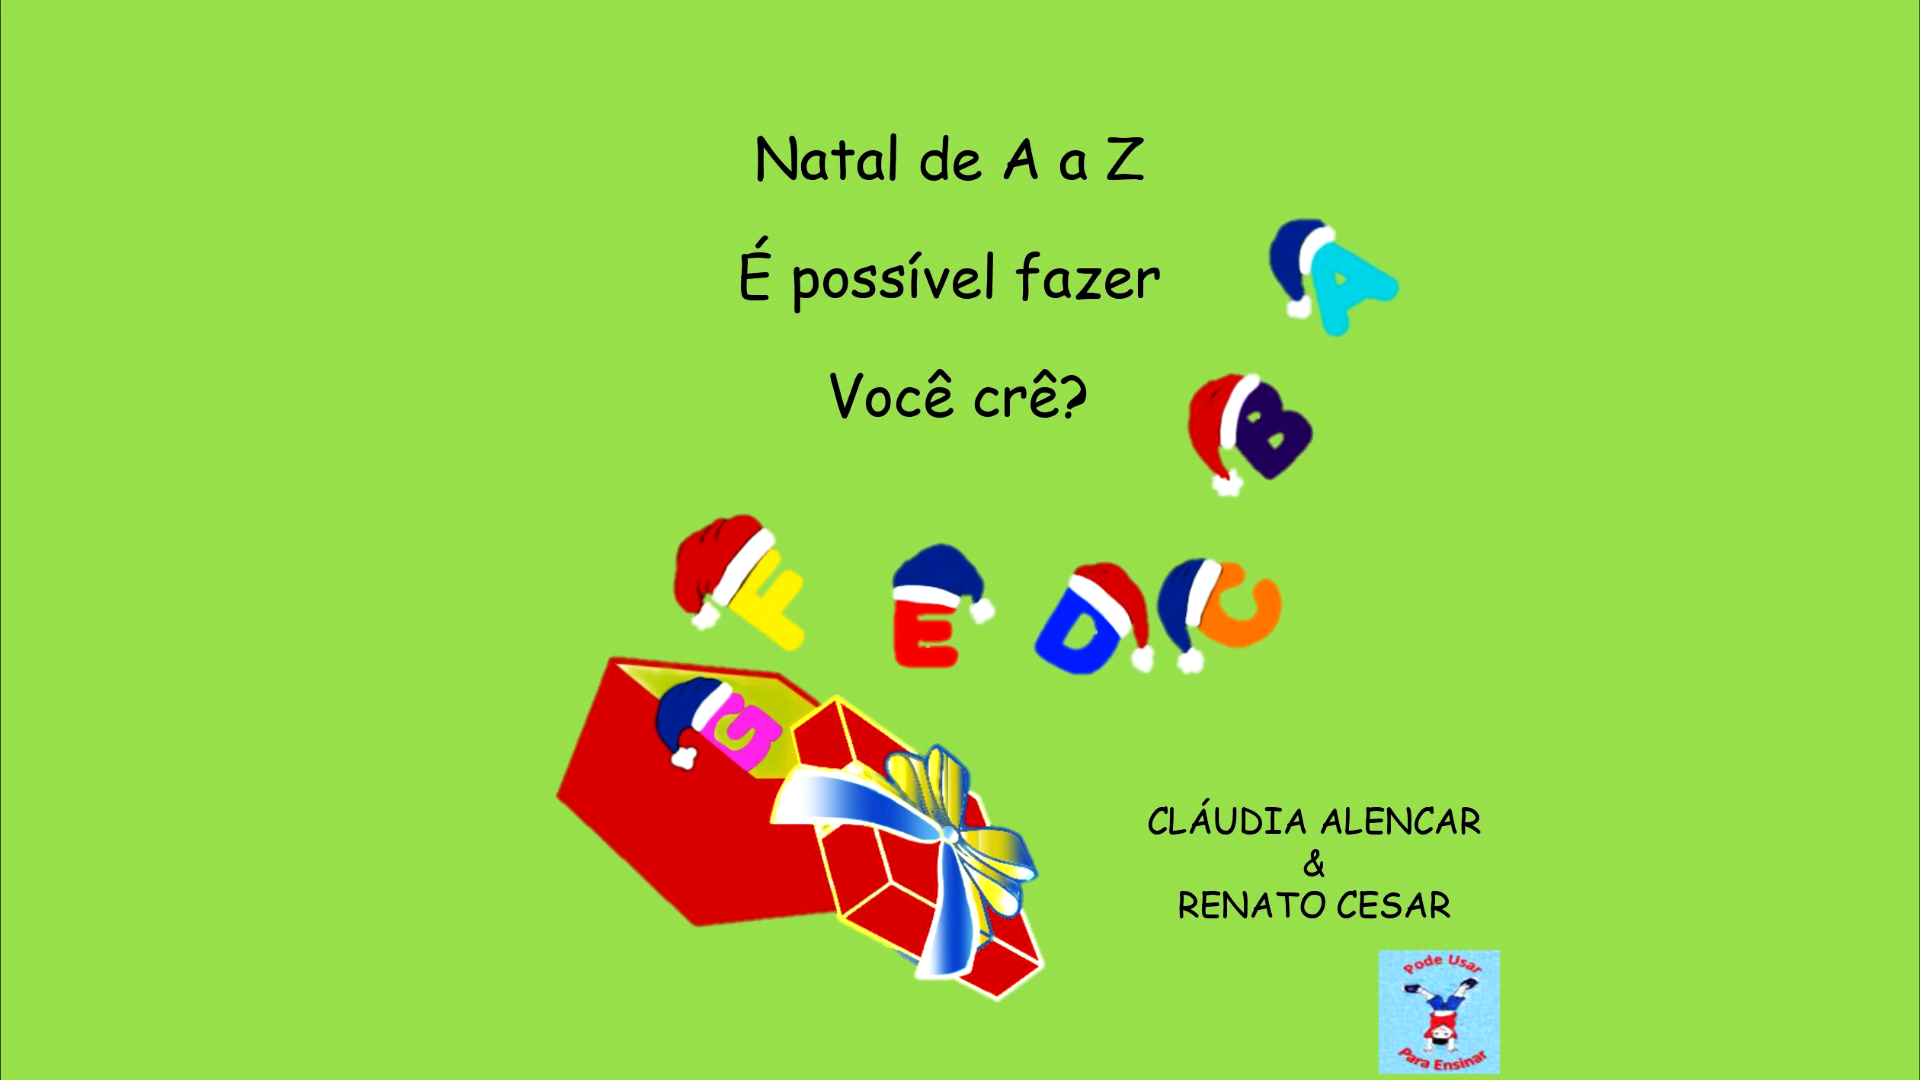 Natal de A a Z
É possível fazer
Você crê?
A
B
F E D C
G
CLÁUDIA ALENCAR
&
RENATO CESAR
Pode Usar
Para Ensinar